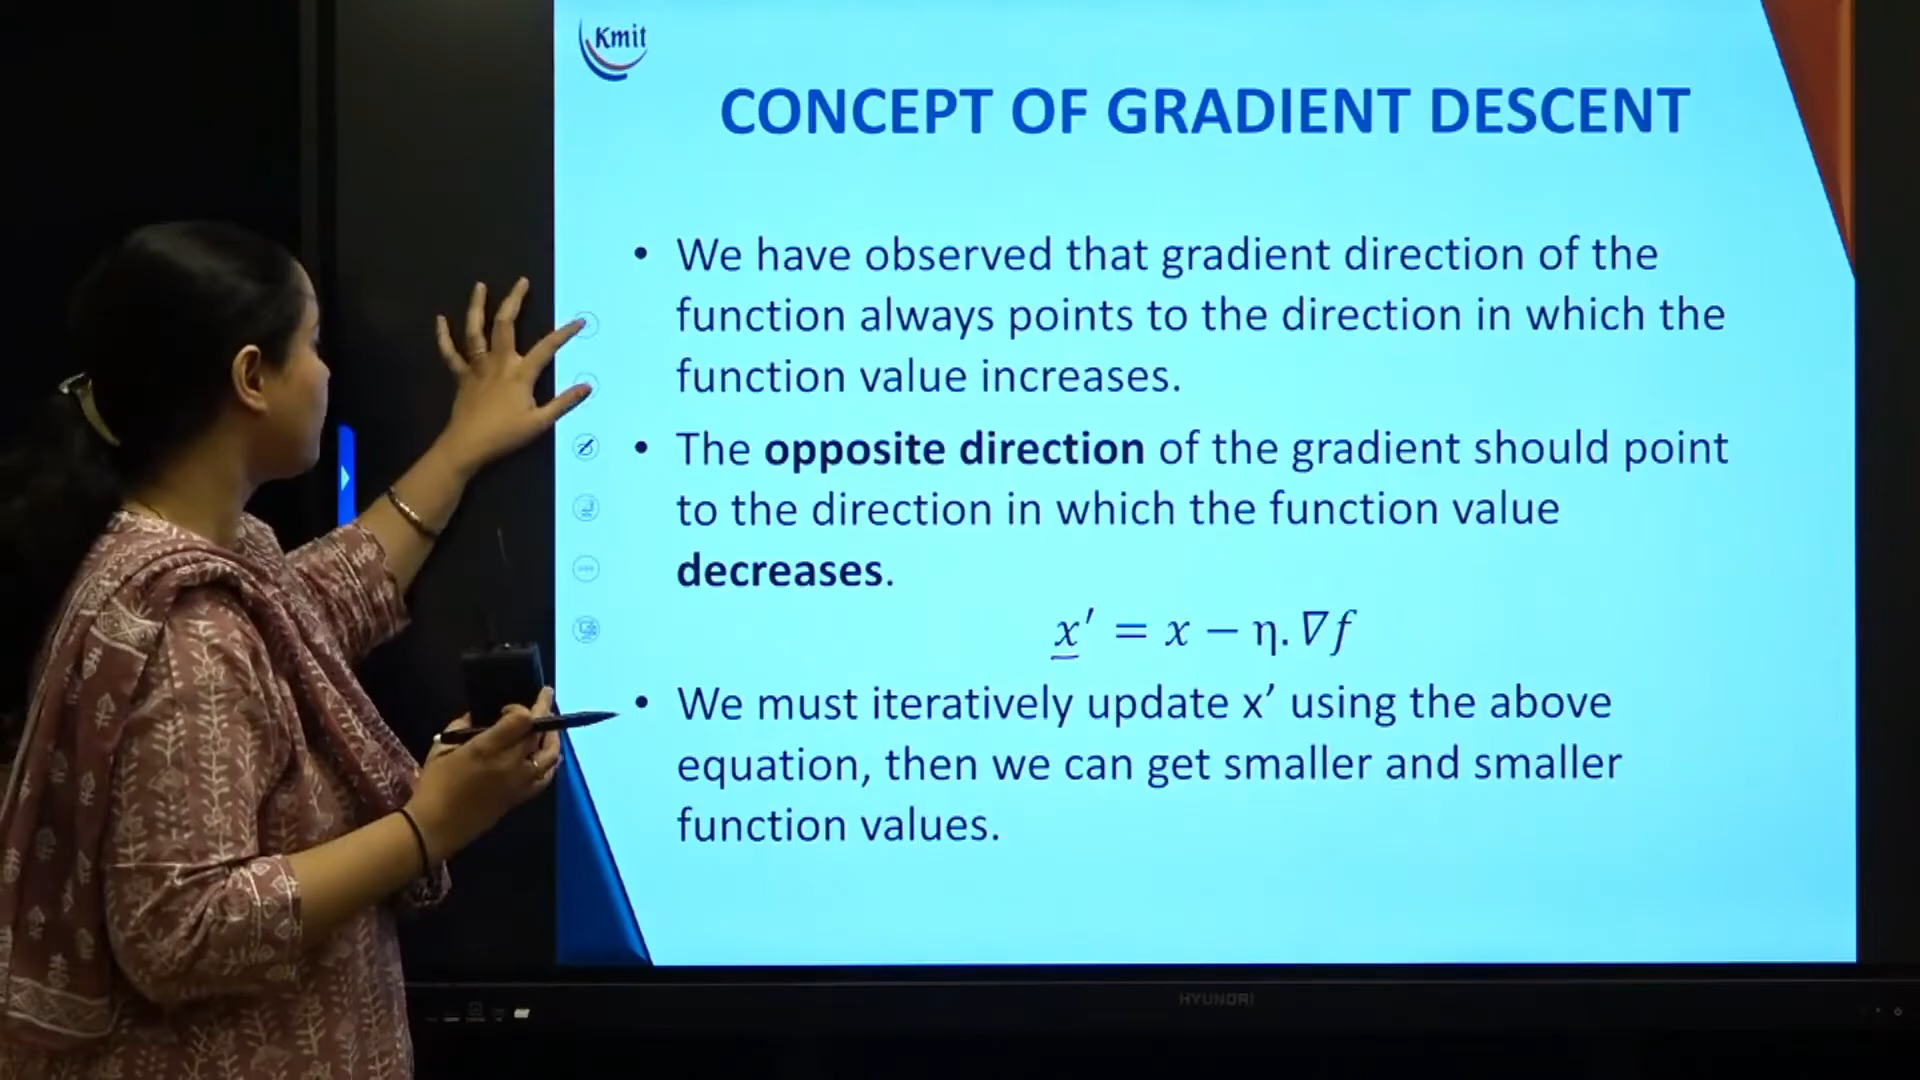 Kmit
CONCEPT OF GRADIENT DESCENT
• We have observed that gradient direction of the
function always points to the direction in which the
function value increases.
• The opposite direction of the gradient should point
to the direction in which the function value
decreases.
x′ = x − η. ∇f
• We must iteratively update x’ using the above
equation, then we can get smaller and smaller
function values.
HYUNDAI